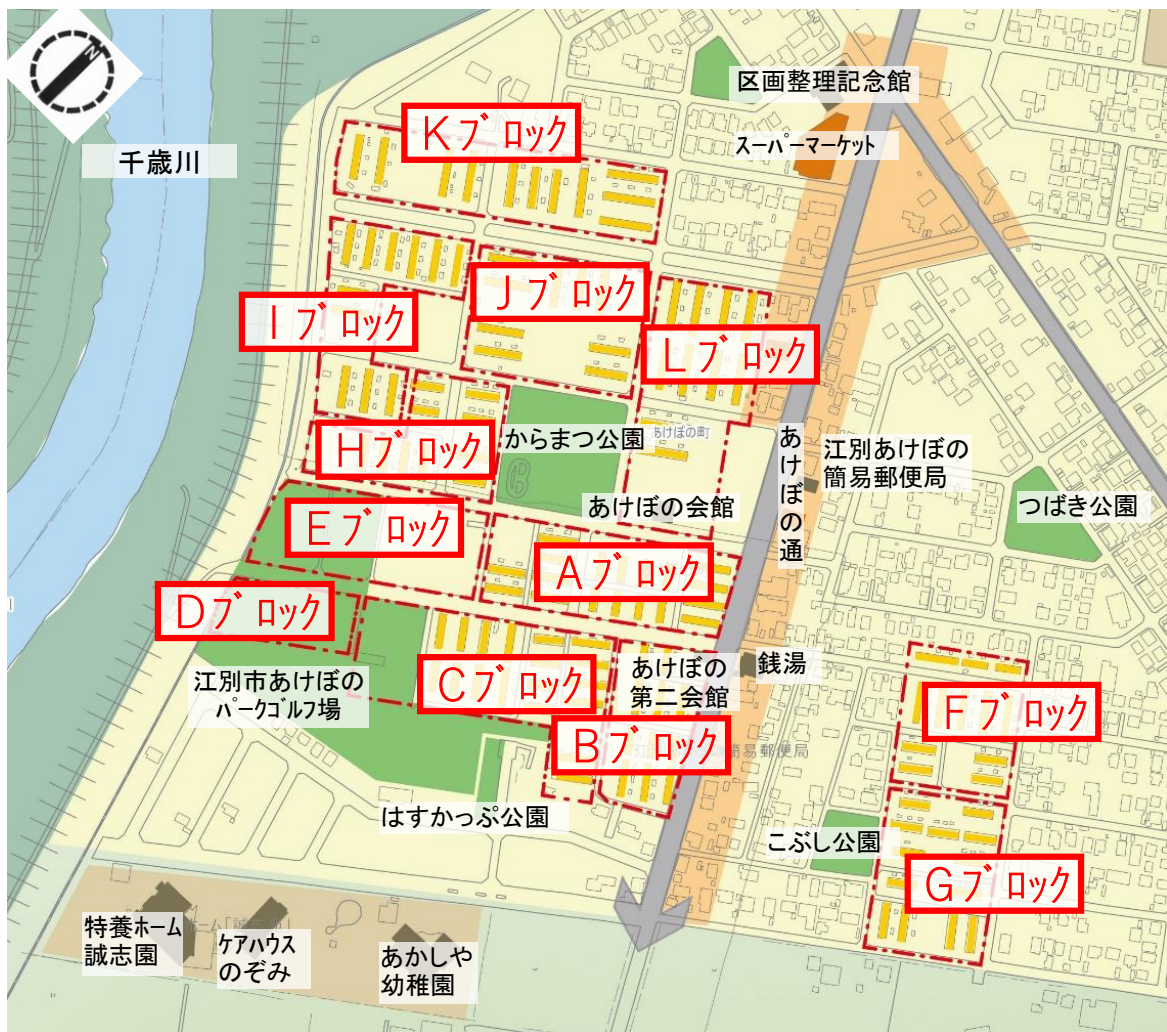 N
区画整理記念館
Kブロック
スーパーマーケット
千歳川
Jブロック
Iブロック
Lブロック
からまつ公園
あけぼの町
Hブロック
あけぼの通
江別あけぼの
簡易郵便局
つばき公園
あけぼの会館
Eブロック
Aブロック
Dブロック
江別市あけぼの
パークゴルフ場
Cブロック
あけぼの
第二会館
銭湯
Fブロック
Bブロック
簡易郵便局
はすかっぷ公園
こぶし公園
Gブロック
特養ホーム
誠志園
ケアハウス
のぞみ
あかしや
幼稚園